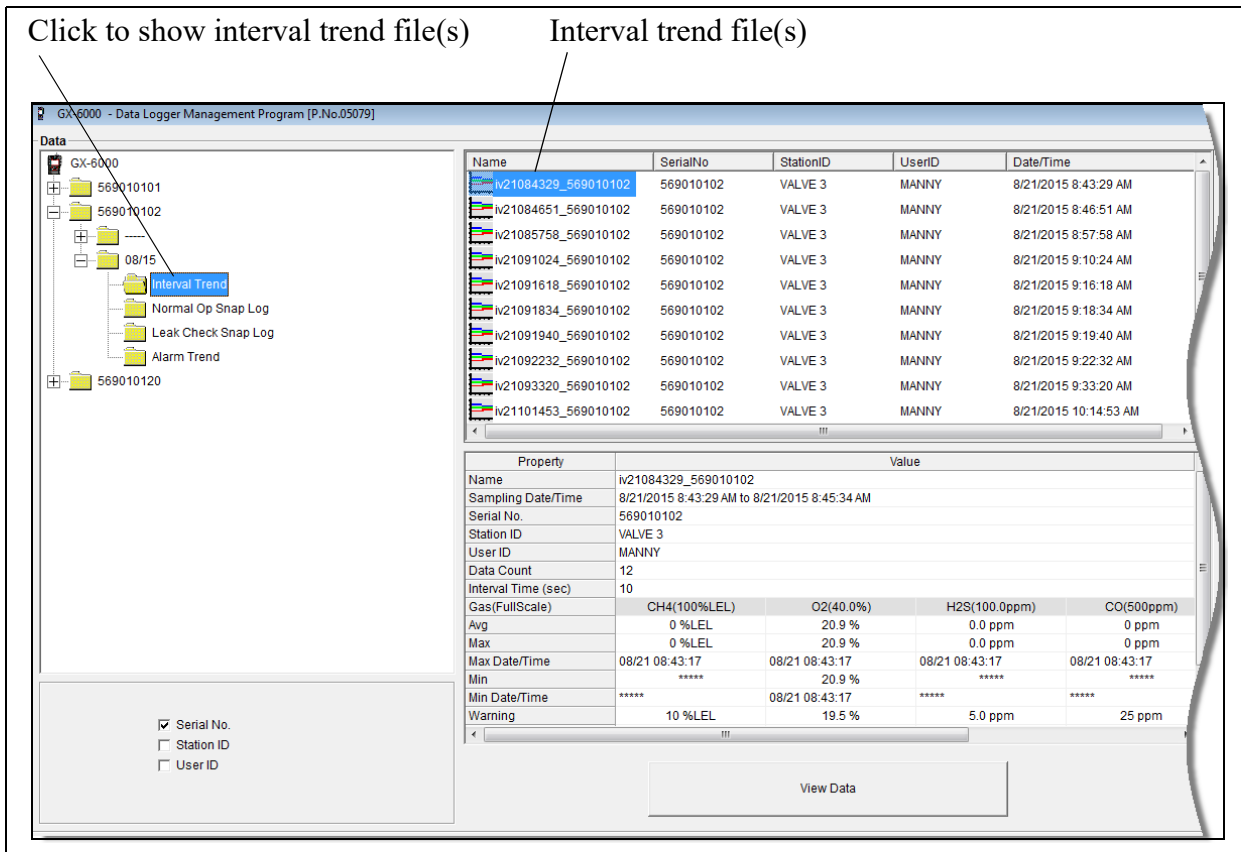 Click to show interval trend file(s) Interval trend file(s)
GX-6000 - Data Logger Management Program [P.No.05079]
Data
GX-6000
569010101
569010102
-----
08/15
Interval Trend
Normal Op Snap Log
Leak Check Snap Log
Alarm Trend
569010120
Serial No.
Station ID
User ID
Name SerialNo StationID UserID Date/Time
iv21084329_569010102 569010102 VALVE 3 MANNY 8/21/2015 8:43:29 AM
iv21084651_569010102 569010102 VALVE 3 MANNY 8/21/2015 8:46:51 AM
iv21085758_569010102 569010102 VALVE 3 MANNY 8/21/2015 8:57:58 AM
iv21091024_569010102 569010102 VALVE 3 MANNY 8/21/2015 9:10:24 AM
iv21091618_569010102 569010102 VALVE 3 MANNY 8/21/2015 9:16:18 AM
iv21091834_569010102 569010102 VALVE 3 MANNY 8/21/2015 9:18:34 AM
iv21091940_569010102 569010102 VALVE 3 MANNY 8/21/2015 9:19:40 AM
iv21092232_569010102 569010102 VALVE 3 MANNY 8/21/2015 9:22:32 AM
iv21093320_569010102 569010102 VALVE 3 MANNY 8/21/2015 9:33:20 AM
iv21101453_569010102 569010102 VALVE 3 MANNY 8/21/2015 10:14:53 AM
Property Value
Name iv21084329_569010102
Sampling Date/Time 8/21/2015 8:43:29 AM to 8/21/2015 8:45:34 AM
Serial No. 569010102
Station ID VALVE 3
User ID MANNY
Data Count 12
Interval Time (sec) 10
Gas(FullScale) CH4(100%LEL) O2(40.0%) H2S(100.0ppm) CO(500ppm)
Avg 0 %LEL 20.9 % 0.0 ppm 0 ppm
Max 0 %LEL 20.9 % 0.0 ppm 0 ppm
Max Date/Time 08/21 08:43:17 08/21 08:43:17 08/21 08:43:17 08/21 08:43:17
Min ***** 20.9 % ***** *****
Min Date/Time ***** 08/21 08:43:17 ***** *****
Warning 10 %LEL 19.5 % 5.0 ppm 25 ppm
View Data